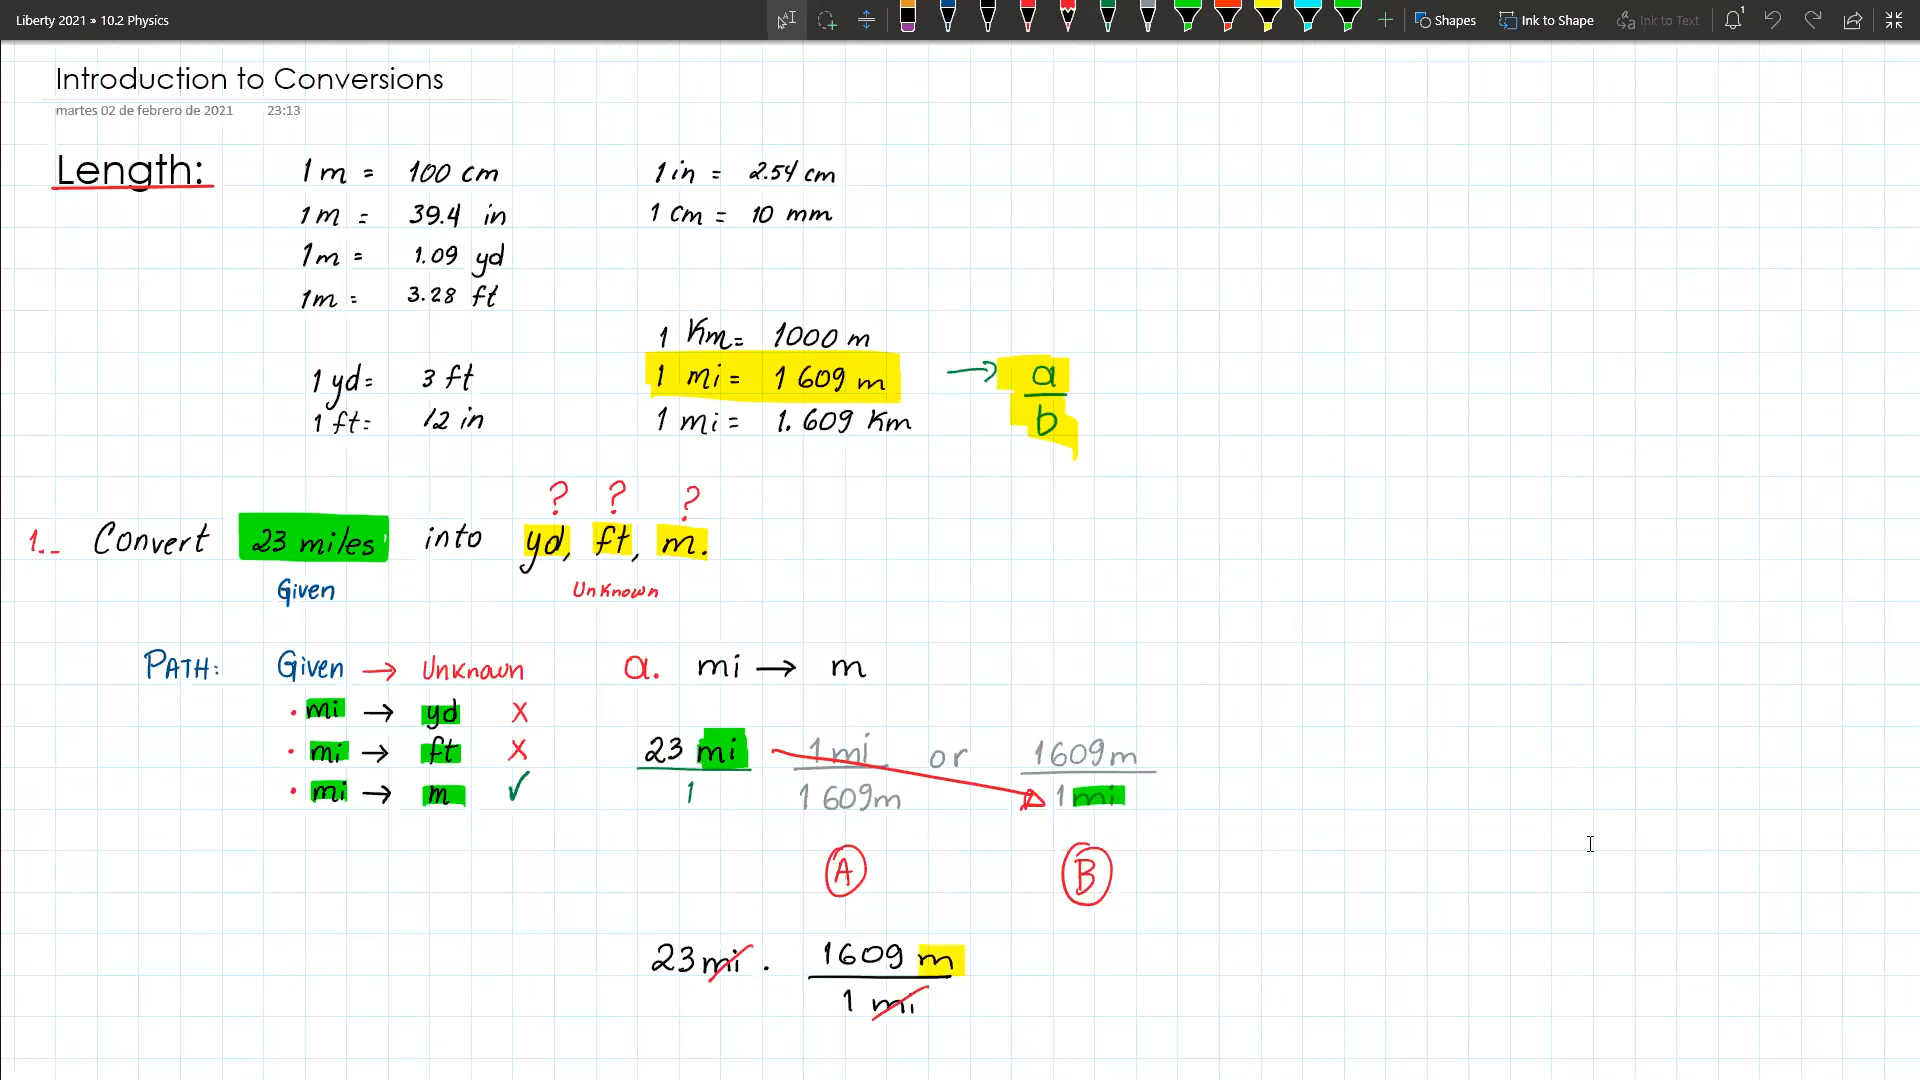 Liberty 2021 » 10.2 Physics
Shapes
Ink to Shape
Ink to Text
Introduction to Conversions
martes 02 de febrero de 2021 23:13
Length:
1 m = 100 cm
1 m = 39.4 in
1 m = 1.09 yd
1 m = 3.28 ft
1 in = 2.54 cm
1 cm = 10 mm
1 yd = 3 ft
1 ft = 12 in
1 Km = 1000 m
1 mi = 1 609 m
1 mi = 1.609 Km
→ a
b
? ? ?
1.- Convert 23 miles into yd, ft, m.
Given Unknown
PATH: Given → Unknown
• mi → yd X
• mi → ft X
• mi → m ✓
a. mi → m
23 mi 1 mi or 1609 m
1 1 609 m 1 mi
A B
23 mi . 1609 m
1 mi